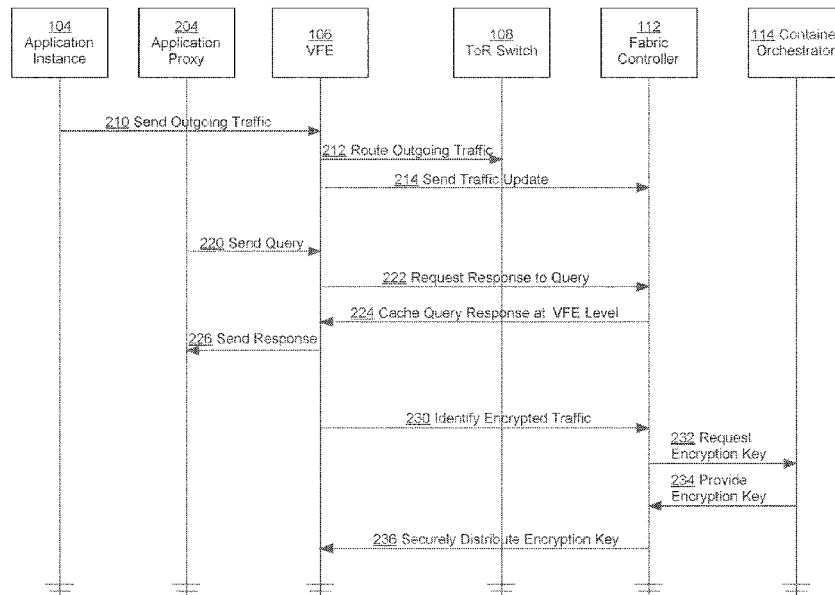 104
Application
Instance
204
Application
Proxy
106
VFE
108
ToR Switch
112
Fabric
Controller
114 Container
Orchestrator
210 Send Outgoing Traffic
212 Route Outgoing Traffic
214 Send Traffic Update
220 Send Query
222 Request Response to Query
224 Cache Query Response at VFE Level
226 Send Response
230 Identify Encrypted Traffic
232 Request
Encryption Key
234 Provide
Encryption Key
236 Securely Distribute Encryption Key